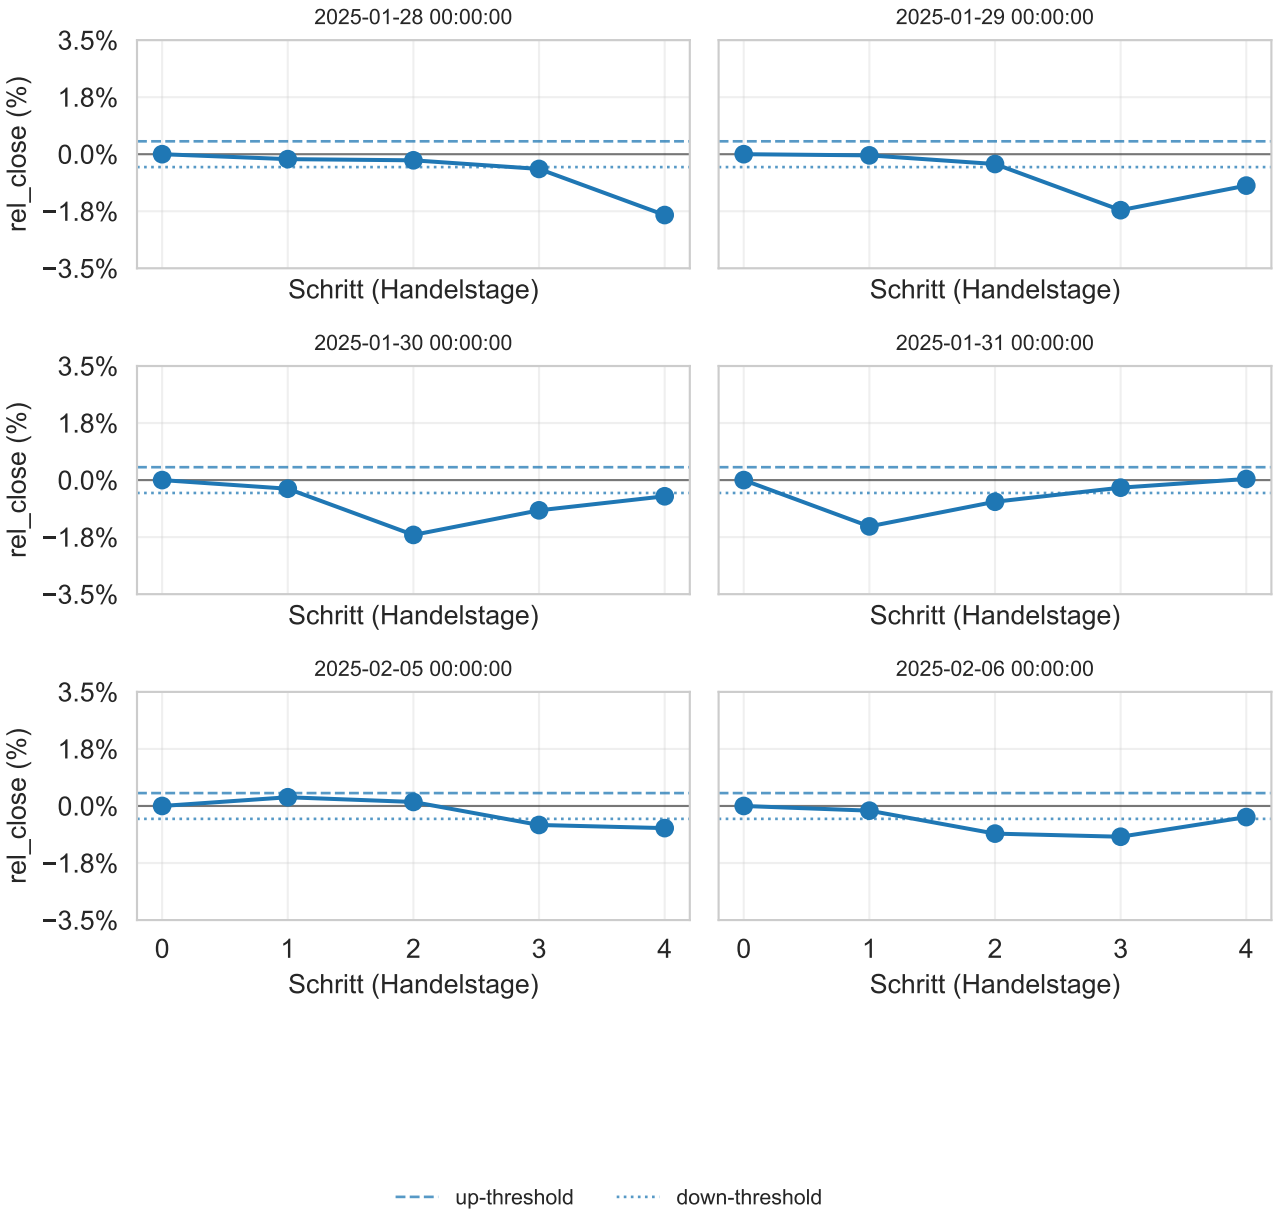 2025-01-28 00:00:00
2025-01-29 00:00:00
3.5%
1.8%
0.0%
−1.8%
−3.5%
rel_close (%)
Schritt (Handelstage)
Schritt (Handelstage)
2025-01-30 00:00:00
2025-01-31 00:00:00
3.5%
1.8%
0.0%
−1.8%
−3.5%
rel_close (%)
Schritt (Handelstage)
Schritt (Handelstage)
2025-02-05 00:00:00
2025-02-06 00:00:00
3.5%
1.8%
0.0%
−1.8%
−3.5%
rel_close (%)
0 1 2 3 4
0 1 2 3 4
Schritt (Handelstage)
Schritt (Handelstage)
up-threshold
down-threshold